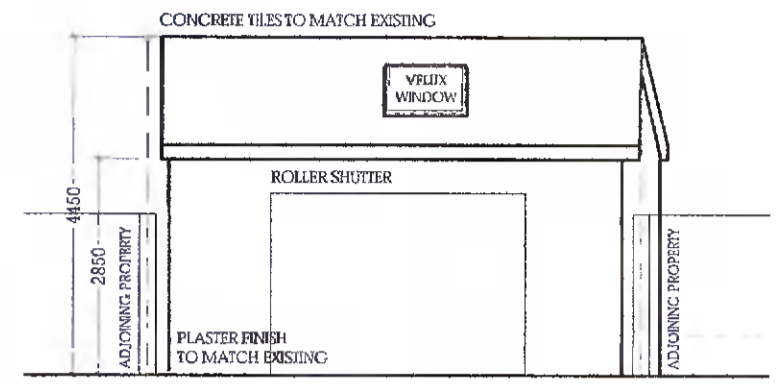 CONCRETE TILES TO MATCH EXISTING
VELUX
WINDOW
ROLLER SHUTTER
4450
2850
ADJOINING PROPERTY
PLASTER FINISH
TO MATCH EXISTING
ADJOINING PROPERTY